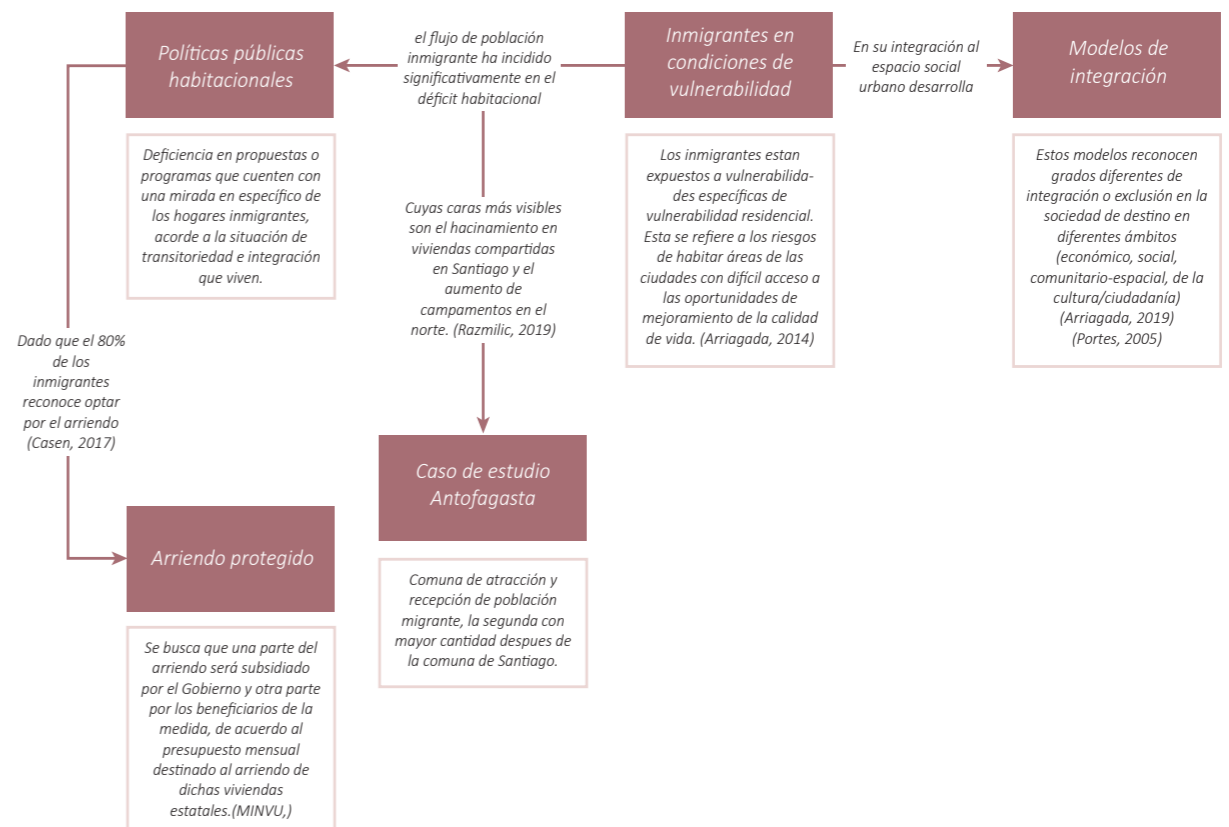 Políticas públicas
habitacionales
el flujo de población
inmigrante ha incidido
significativamente en el
déficit habitacional
Inmigrantes en
condiciones de
vulnerabilidad
En su integración al
espacio social
urbano desarrolla
Modelos de
integración
Deficiencia en propuestas o
programas que cuenten con
una mirada en específico de
los hogares inmigrantes,
acorde a la situación de
transitoriedad e integración
que viven.
Cuyas caras más visibles
son el hacinamiento en
viviendas compartidas
en Santiago y el
aumento de
campamentos en el
norte. (Razmilic, 2019)
Los inmigrantes estan
expuestos a vulnerabilida-
des específicas de
vulnerabilidad residencial.
Esta se refiere a los riesgos
de habitar áreas de las
ciudades con difícil acceso a
las oportunidades de
mejoramiento de la calidad
de vida. (Arriagada, 2014)
Estos modelos reconocen
grados diferentes de
integración o exclusión en la
sociedad de destino en
diferentes ámbitos
(económico, social,
comunitario-espacial, de la
cultura/ciudadanía)
(Arriagada, 2019)
(Portes, 2005)
Dado que el 80%
de los
inmigrantes
reconoce optar
por el arriendo
(Casen, 2017)
Caso de estudio
Antofagasta
Arriendo protegido
Comuna de atracción y
recepción de población
migrante, la segunda con
mayor cantidad despues de
la comuna de Santiago.
Se busca que una parte del
arriendo será subsidiado
por el Gobierno y otra parte
por los beneficiarios de la
medida, de acuerdo al
presupuesto mensual
destinado al arriendo de
dichas viviendas
estatales.(MINVU,)